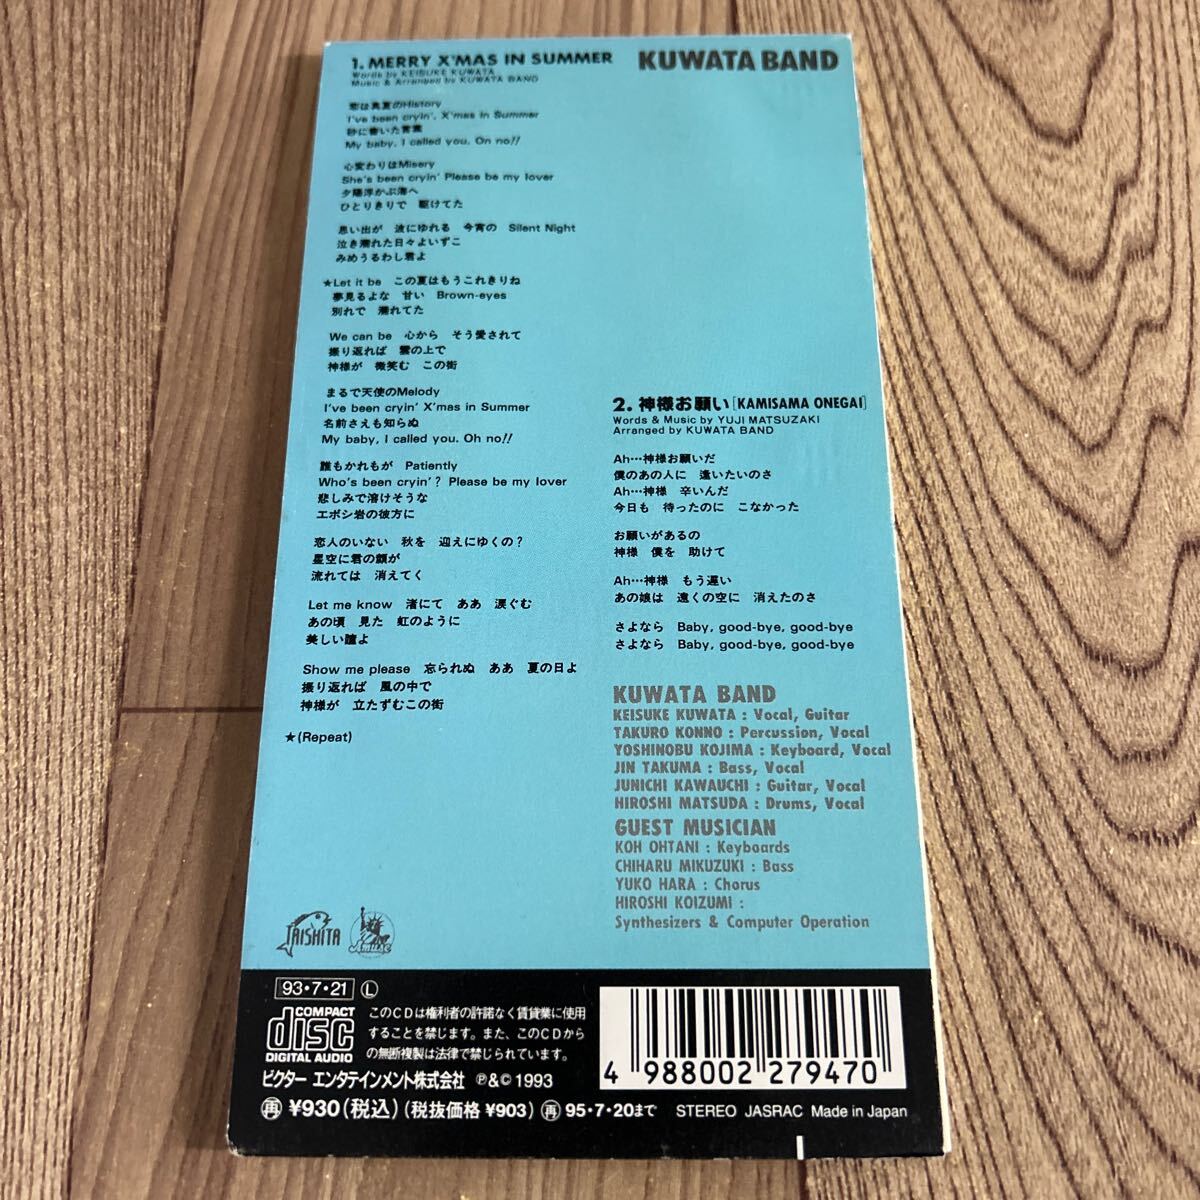 1. MERRY X'MAS IN SUMMER
Words by KEISUKE KUWATA
Music & Arranged by KUWATA BAND
KUWATA BAND
恋は真夏のHistory
I've been cryin', X'mas in Summer
砂に書いた言葉
My baby, I called you. On no!!
心変わりはMisery
She's been cryin' Please be my lover
夕陽浮かぶ海へ
ひとりきりで 駆けてた
思い出が 波にゆれる 今宵の Silent Night
泣き濡れた日々よいずこ
みめうるわし君よ
★Let it be この夏はもうこれきりね
夢見るよな 甘い Brown-eyes
別れで 濡れてた
We can be 心から そう愛されて
振り返れば 雲の上で
神様が 微笑む この街
まるで天使のMelody
I've been cryin' X'mas in Summer
名前さえも知らぬ
My baby, I called you. Oh no!!
誰もかれもが Patiently
Who's been cryin'? Please be my lover
悲しみで溶けそうな
エボシ岩の彼方に
恋人のいない 秋を 迎えにゆくの？
星空に君の顔が
流れては 消えてく
Let me know 渚にて ああ 涙ぐむ
あの頃 見た 虹のように
美しい瞳よ
Show me please 忘られぬ ああ 夏の日よ
振り返れば 風の中で
神様が 立たずむこの街
★(Repeat)
2. 神様お願い [KAMISAMA ONEGAI]
Words & Music by YUJI MATSUZAKI
Arranged by KUWATA BAND
Ah…神様お願いだ
僕のあの人に 逢いたいのさ
Ah…神様 辛いんだ
今日も 待ったのに こなかった
お願いがあるの
神様 僕を 助けて
Ah…神様 もう遅い
あの娘は 遠くの空に 消えたのさ
さよなら Baby, good-bye, good-bye
さよなら Baby, good-bye, good-bye
KUWATA BAND
KEISUKE KUWATA : Vocal, Guitar
TAKURO KONNO : Percussion, Vocal
YOSHINOBU KOJIMA : Keyboard, Vocal
JIN TAKUMA : Bass, Vocal
JUNICHI KAWAUCHI : Guitar, Vocal
HIROSHI MATSUDA : Drums, Vocal
GUEST MUSICIAN
KOH OHTANI : Keyboards
CHIHARU MIKUZUKI : Bass
YUKO HARA : Chorus
HIROSHI KOIZUMI :
Synthesizers & Computer Operation
TAISHITA
Amuse
93・7・21 Ⓛ
COMPACT
disc
DIGITAL AUDIO
このCDは権利者の許諾なく賃貸業に使用
することを禁じます。また、このCDから
の無断複製は法律で禁じられています。
ビクター エンタテインメント株式会社 ℗&© 1993
4 988002 279470
再 ¥930(税込) (税抜価格 ¥903) 再 95・7・20まで STEREO JASRAC Made in Japan